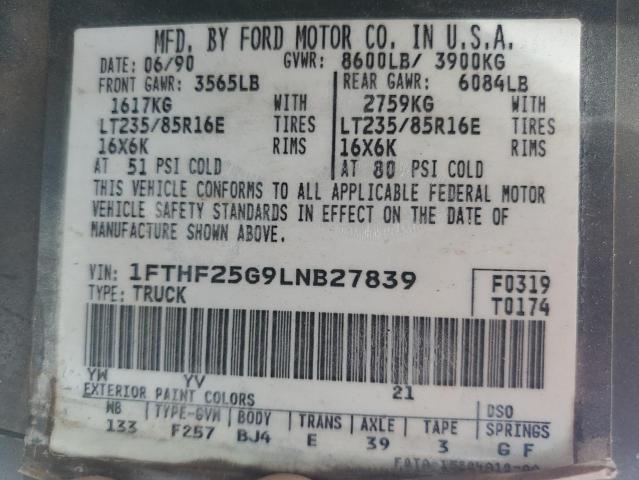 MFD. BY FORD MOTOR CO. IN U.S.A.
DATE: 06/90 GVWR: 8600LB/ 3900KG
FRONT GAWR: 3565LB REAR GAWR: 6084LB
1617KG WITH 2759KG WITH
LT235/85R16E TIRES LT235/85R16E TIRES
16X6K RIMS 16X6K RIMS
AT 51 PSI COLD AT 80 PSI COLD
THIS VEHICLE CONFORMS TO ALL APPLICABLE FEDERAL MOTOR
VEHICLE SAFETY STANDARDS IN EFFECT ON THE DATE OF
MANUFACTURE SHOWN ABOVE.
VIN: 1FTHF25G9LNB27839 F0319
TYPE: TRUCK T0174
YW YV 21
EXTERIOR PAINT COLORS DSO
WB TYPE-GVW BODY TRANS AXLE TAPE SPRINGS
133 F257 BJ4 E 39 3 G F